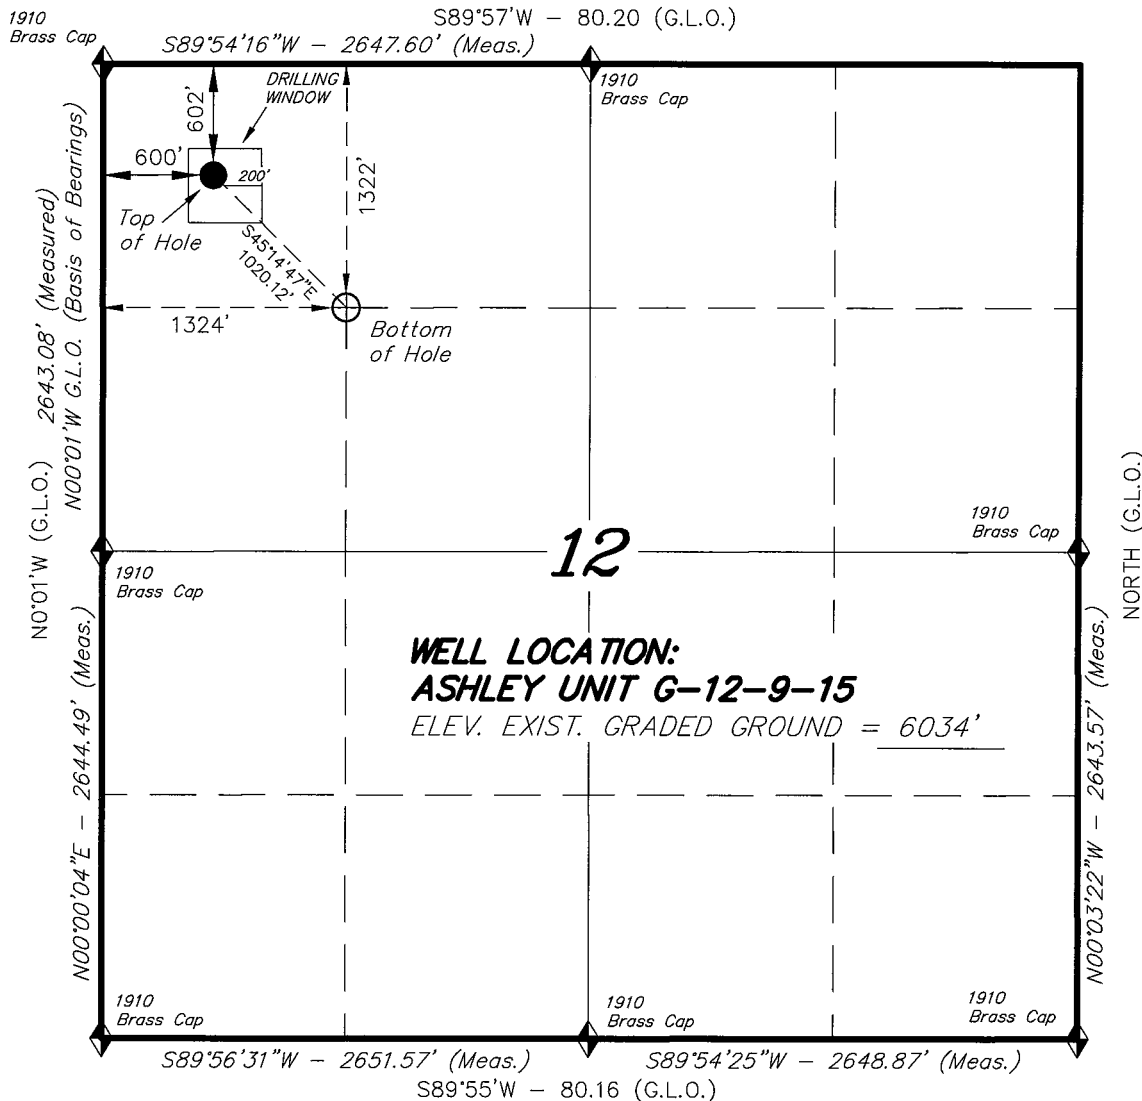 1910
Brass Cap
S89°57'W – 80.20 (G.L.O.)
S89°54'16"W – 2647.60' (Meas.)
1910
Brass Cap
DRILLING
WINDOW
602'
600'
200'
1322'
Top
of Hole
S45°14'47"E
1020.12'
1324'
Bottom
of Hole
2643.08' (Measured)
N00°01'W G.L.O. (Basis of Bearings)
N0°01'W (G.L.O.)
1910
Brass Cap
12
1910
Brass Cap
NORTH (G.L.O.)
WELL LOCATION:
ASHLEY UNIT G–12–9–15
ELEV. EXIST. GRADED GROUND = 6034'
N00°00'04"E – 2644.49' (Meas.)
N00°03'22"W – 2643.57' (Meas.)
1910
Brass Cap
1910
Brass Cap
1910
Brass Cap
S89°56'31"W – 2651.57' (Meas.)
S89°54'25"W – 2648.87' (Meas.)
S89°55'W – 80.16 (G.L.O.)